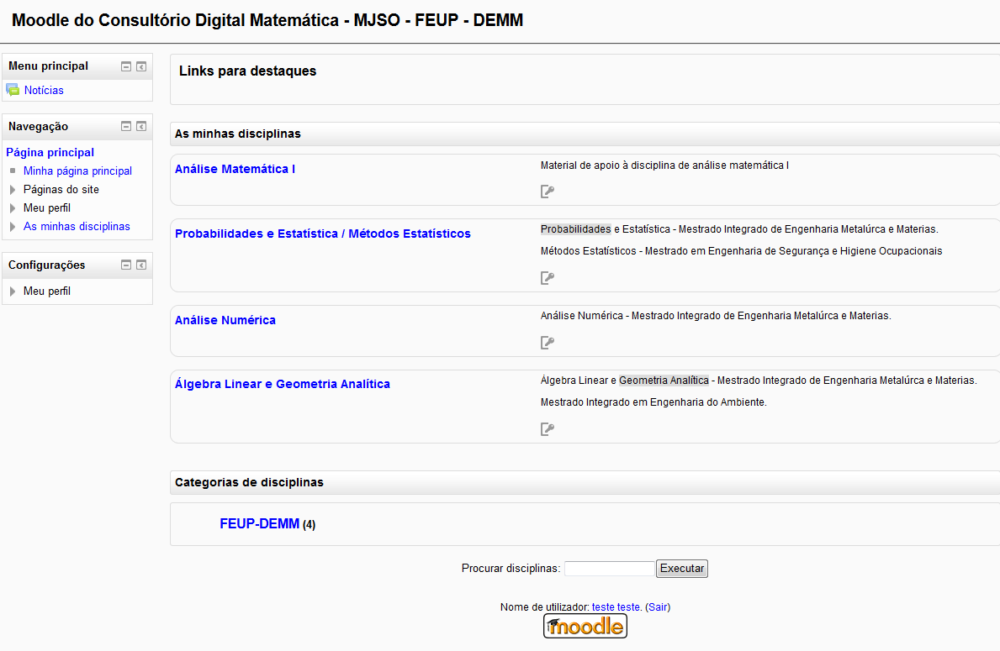 Moodle do Consultório Digital Matemática - MJSO - FEUP - DEMM
Menu principal
Notícias
Navegação
Página principal
Minha página principal
Páginas do site
Meu perfil
As minhas disciplinas
Configurações
Meu perfil
Links para destaques
As minhas disciplinas
Análise Matemática I
Material de apoio à disciplina de análise matemática I
Probabilidades e Estatística / Métodos Estatísticos
Probabilidades e Estatística - Mestrado Integrado de Engenharia Metalúrca e Materias.
Métodos Estatísticos - Mestrado em Engenharia de Segurança e Higiene Ocupacionais
Análise Numérica
Análise Numérica - Mestrado Integrado de Engenharia Metalúrca e Materias.
Álgebra Linear e Geometria Analítica
Álgebra Linear e Geometria Analítica - Mestrado Integrado de Engenharia Metalúrca e Materias.
Mestrado Integrado em Engenharia do Ambiente.
Categorias de disciplinas
FEUP-DEMM (4)
Procurar disciplinas: Executar
Nome de utilizador: teste teste. (Sair)
moodle